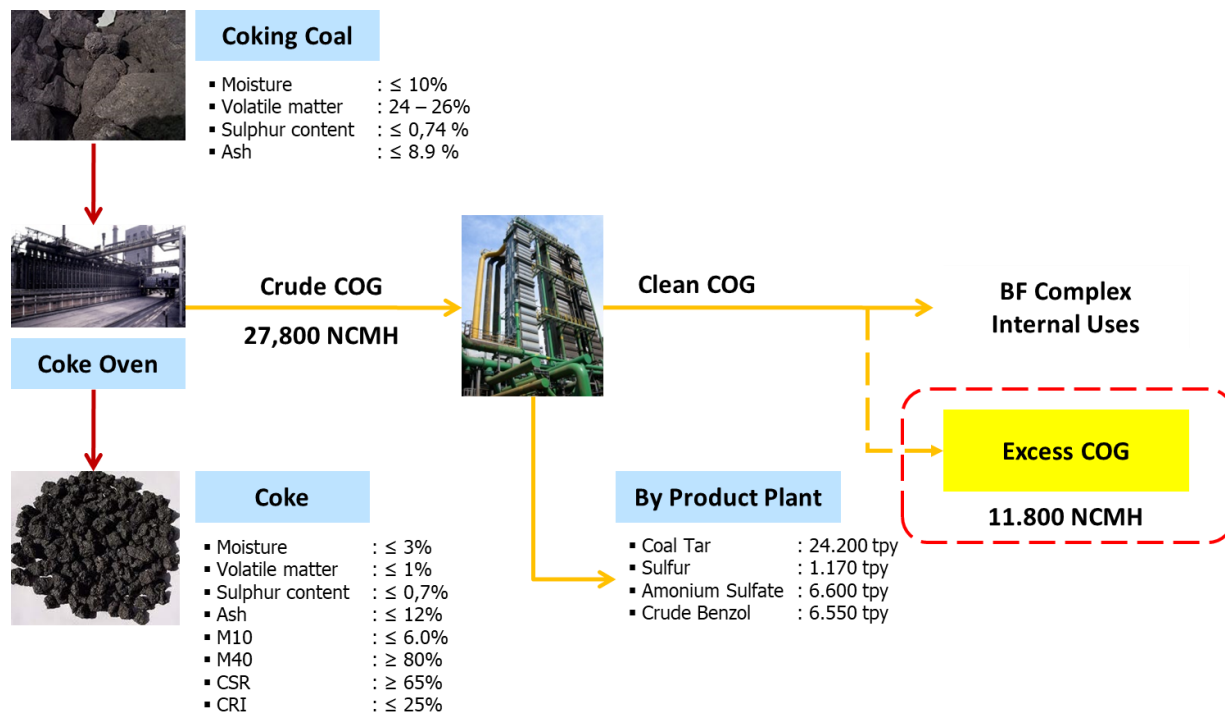 Coking Coal
▪ Moisture : ≤ 10%
▪ Volatile matter : 24 – 26%
▪ Sulphur content : ≤ 0,74 %
▪ Ash : ≤ 8.9 %
Crude COG
27,800 NCMH
Clean COG
BF Complex
Internal Uses
Coke Oven
Excess COG
11.800 NCMH
Coke
▪ Moisture : ≤ 3%
▪ Volatile matter : ≤ 1%
▪ Sulphur content : ≤ 0,7%
▪ Ash : ≤ 12%
▪ M10 : ≤ 6.0%
▪ M40 : ≥ 80%
▪ CSR : ≥ 65%
▪ CRI : ≤ 25%
By Product Plant
▪ Coal Tar : 24.200 tpy
▪ Sulfur : 1.170 tpy
▪ Amonium Sulfate : 6.600 tpy
▪ Crude Benzol : 6.550 tpy